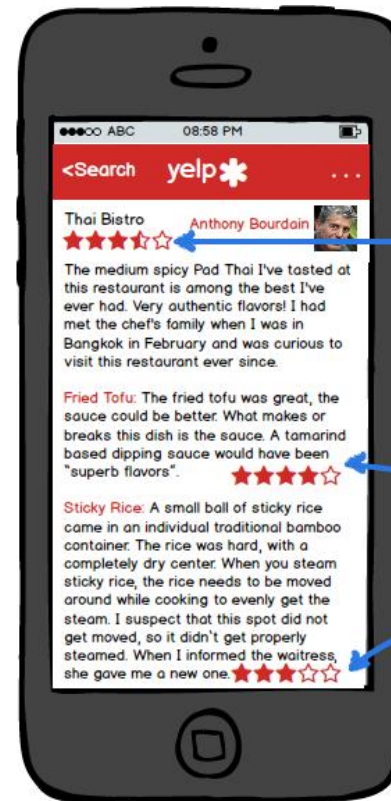 ABC 08:58 PM
<Search yelp ...
Thai Bistro Anthony Bourdain
The medium spicy Pad Thai I've tasted at
this restaurant is among the best I've
ever had. Very authentic flavors! I had
met the chef's family when I was in
Bangkok in February and was curious to
visit this restaurant ever since.
Fried Tofu: The fried tofu was great, the
sauce could be better. What makes or
breaks this dish is the sauce. A tamarind
based dipping sauce would have been
"superb flavors".
Sticky Rice: A small ball of sticky rice
came in an individual traditional bamboo
container. The rice was hard, with a
completely dry center. When you steam
sticky rice, the rice needs to be moved
around while cooking to evenly get the
steam. I suspect that this spot did not
get moved, so it didn't get properly
steamed. When I informed the waitress,
she gave me a new one.